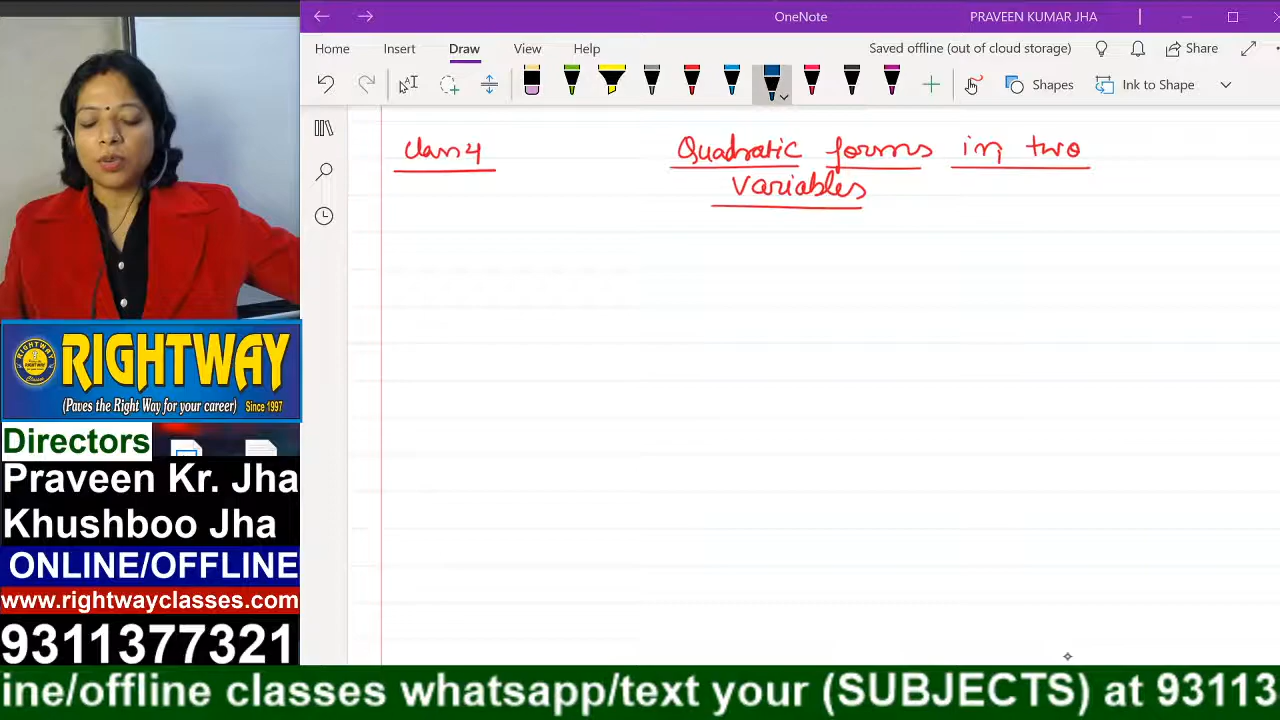 OneNote
PRAVEEN KUMAR JHA
Home Insert Draw View Help
Saved offline (out of cloud storage)
Share
Shapes
Ink to Shape
Class 4
Quadratic forms in two
variables
RIGHTWAY
(Paves the Right Way for your career) Since 1997
Directors
Praveen Kr. Jha
Khushboo Jha
ONLINE/OFFLINE
www.rightwayclasses.com
9311377321
ine/offline classes whatsapp/text your (SUBJECTS) at 93113